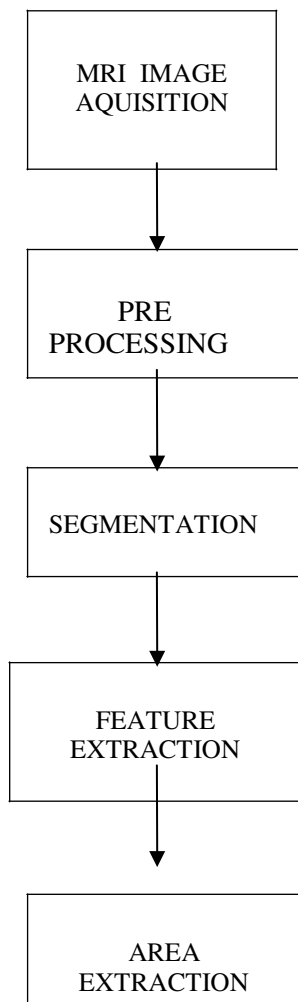 MRI IMAGE
AQUISITION
PRE
PROCESSING
SEGMENTATION
FEATURE
EXTRACTION
AREA
EXTRACTION